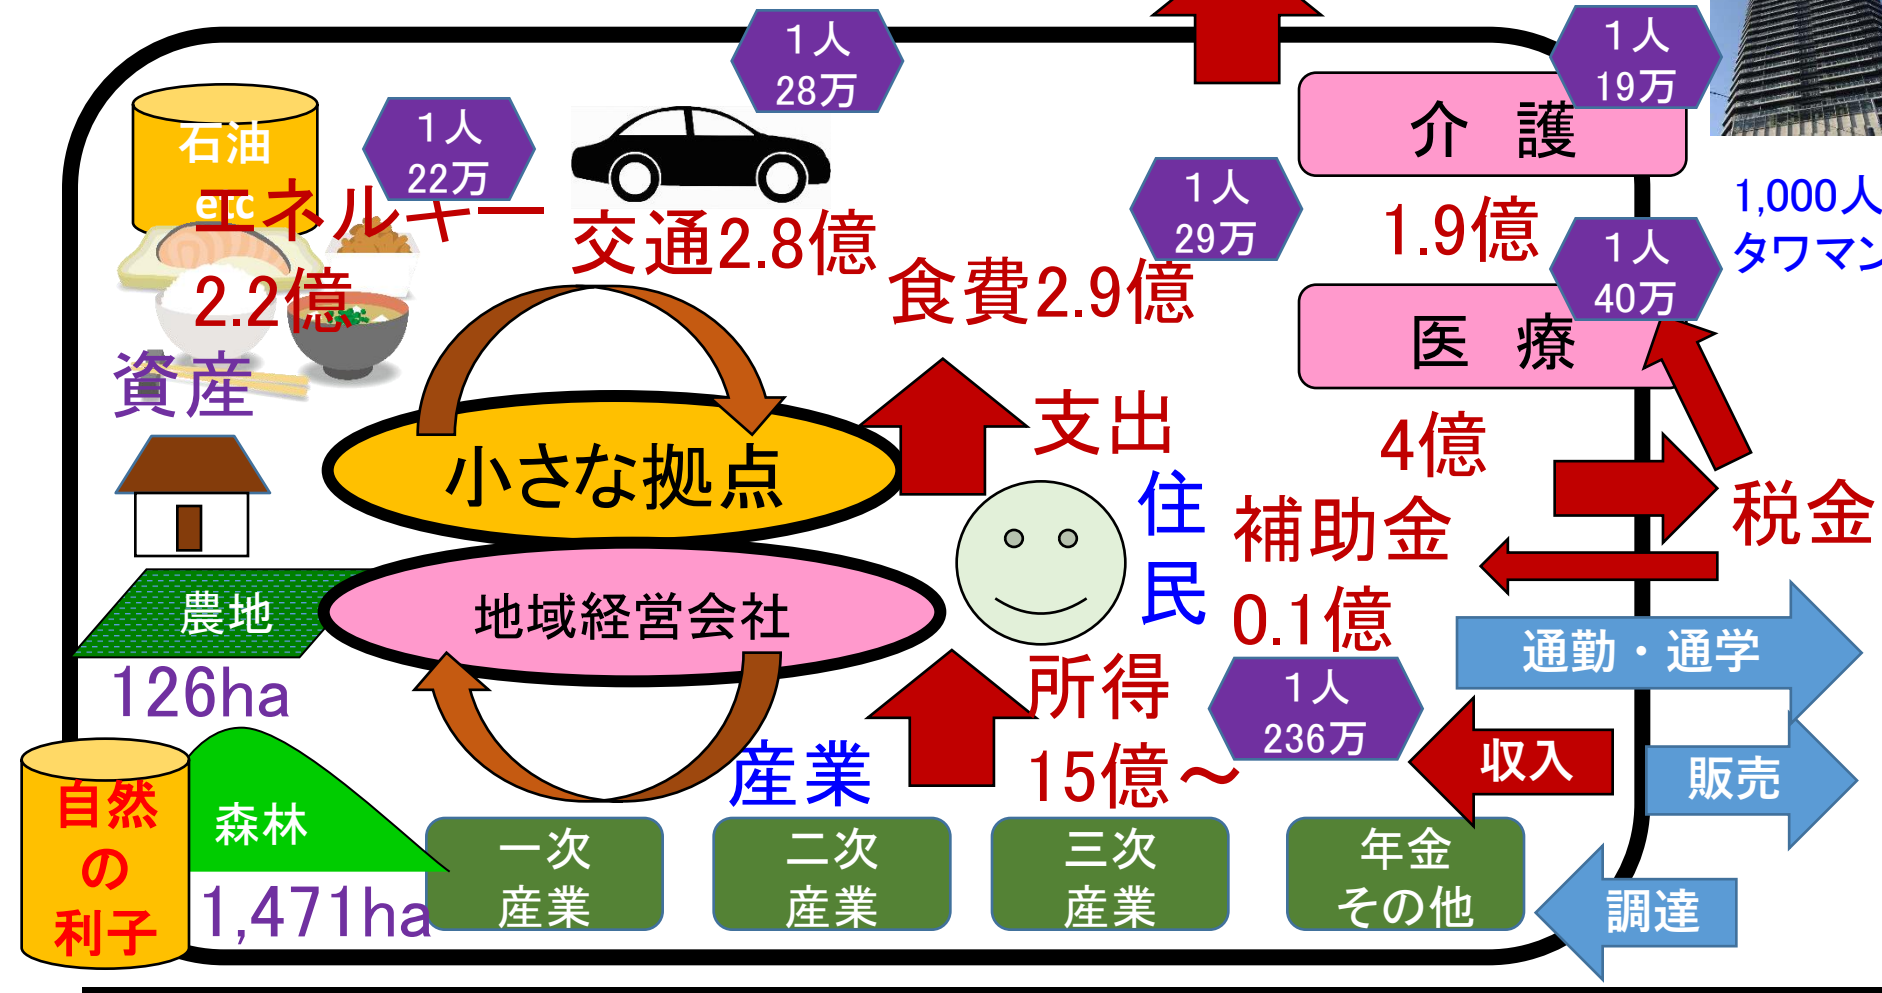 1人
28万
1人
19万
石油
etc
1人
22万
エネルギー
2.2億
交通2.8億
1人
29万
食費2.9億
介　護
1.9億
1,000人
タワマン
1人
40万
医　療
4億
資産
小さな拠点
支出
住
民
補助金
0.1億
税金
農地
126ha
地域経営会社
所得
15億～
1人
236万
通勤・通学
収入
販売
産業
自然
の
利子
森林
1,471ha
一次
産業
二次
産業
三次
産業
年金
その他
調達